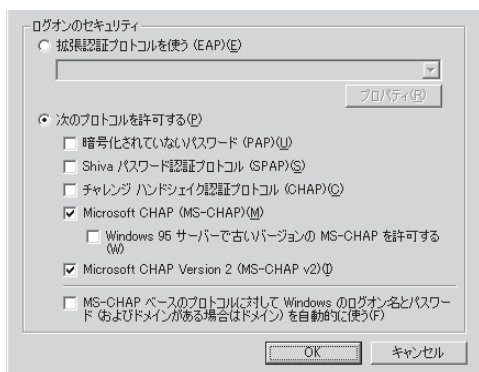 ログオンのセキュリティ
拡張認証プロトコルを使う (EAP)(E)
プロパティ(R)
次のプロトコルを許可する(P)
暗号化されていないパスワード (PAP)(U)
Shiva パスワード認証プロトコル (SPAP)(S)
チャレンジ ハンドシェイク認証プロトコル (CHAP)(C)
Microsoft CHAP (MS-CHAP)(M)
Windows 95 サーバーで古いバージョンの MS-CHAP を許可する
(W)
Microsoft CHAP Version 2 (MS-CHAP v2)(I)
MS-CHAP ベースのプロトコルに対して Windows のログオン名とパスワー
ド (およびドメインがある場合はドメイン) を自動的に使う(F)
OK
キャンセル